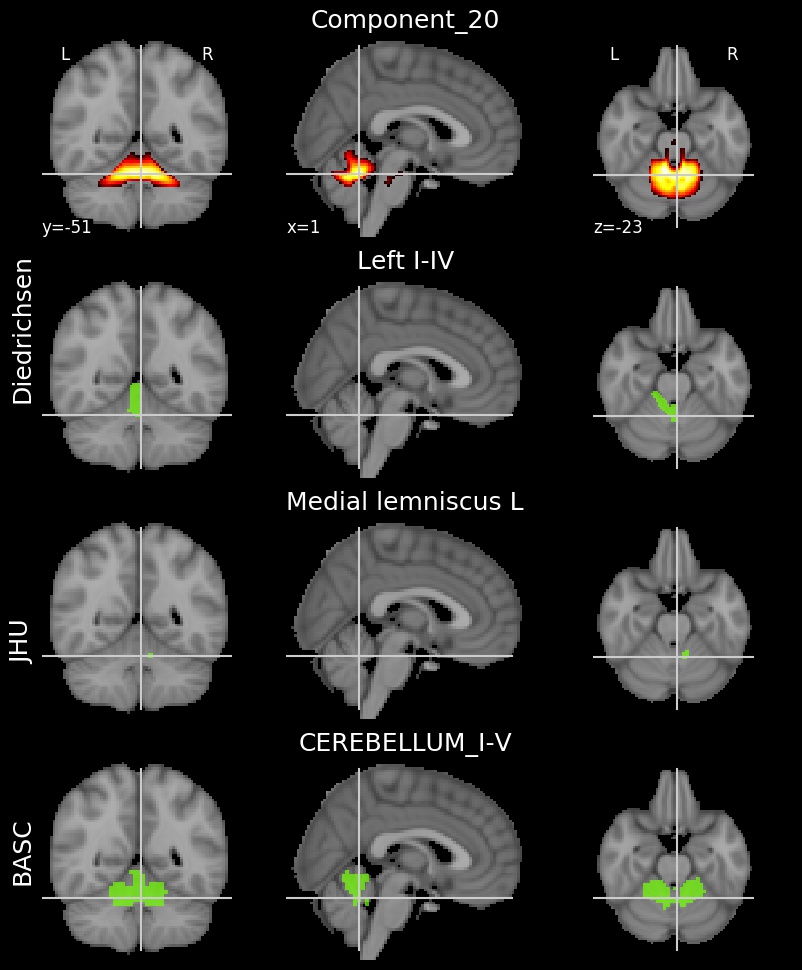 Component_20
L R L R
y=-51 x=1 z=-23
Left I-IV
Diedrichsen
Medial lemniscus L
JHU
CEREBELLUM_I-V
BASC